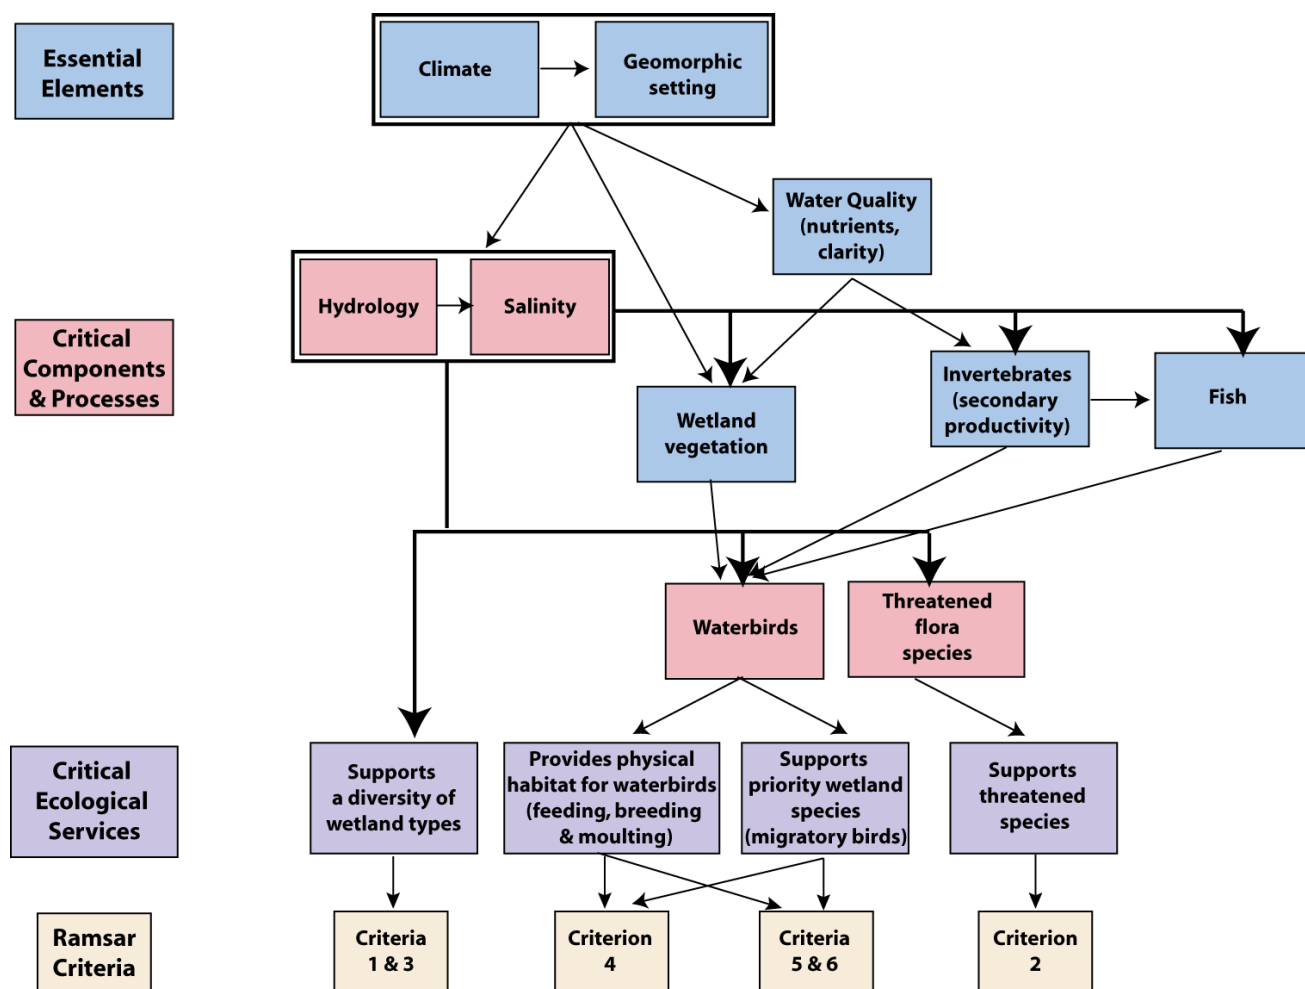 Essential
Elements
Climate
Geomorphic
setting
Water Quality
(nutrients,
clarity)
Hydrology
Salinity
Critical
Components
& Processes
Wetland
vegetation
Invertebrates
(secondary
productivity)
Fish
Waterbirds
Threatened
flora
species
Critical
Ecological
Services
Supports
a diversity of
wetland types
Provides physical
habitat for waterbirds
(feeding, breeding
& moulting)
Supports
priority wetland
species
(migratory birds)
Supports
threatened
species
Ramsar
Criteria
Criteria
1 & 3
Criterion
4
Criteria
5 & 6
Criterion
2